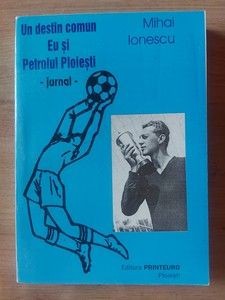 Un destin comun
Eu și
Petrolul Ploiești
- jurnal -
Mihai
Ionescu
Editura PRINTEURO
Ploiești